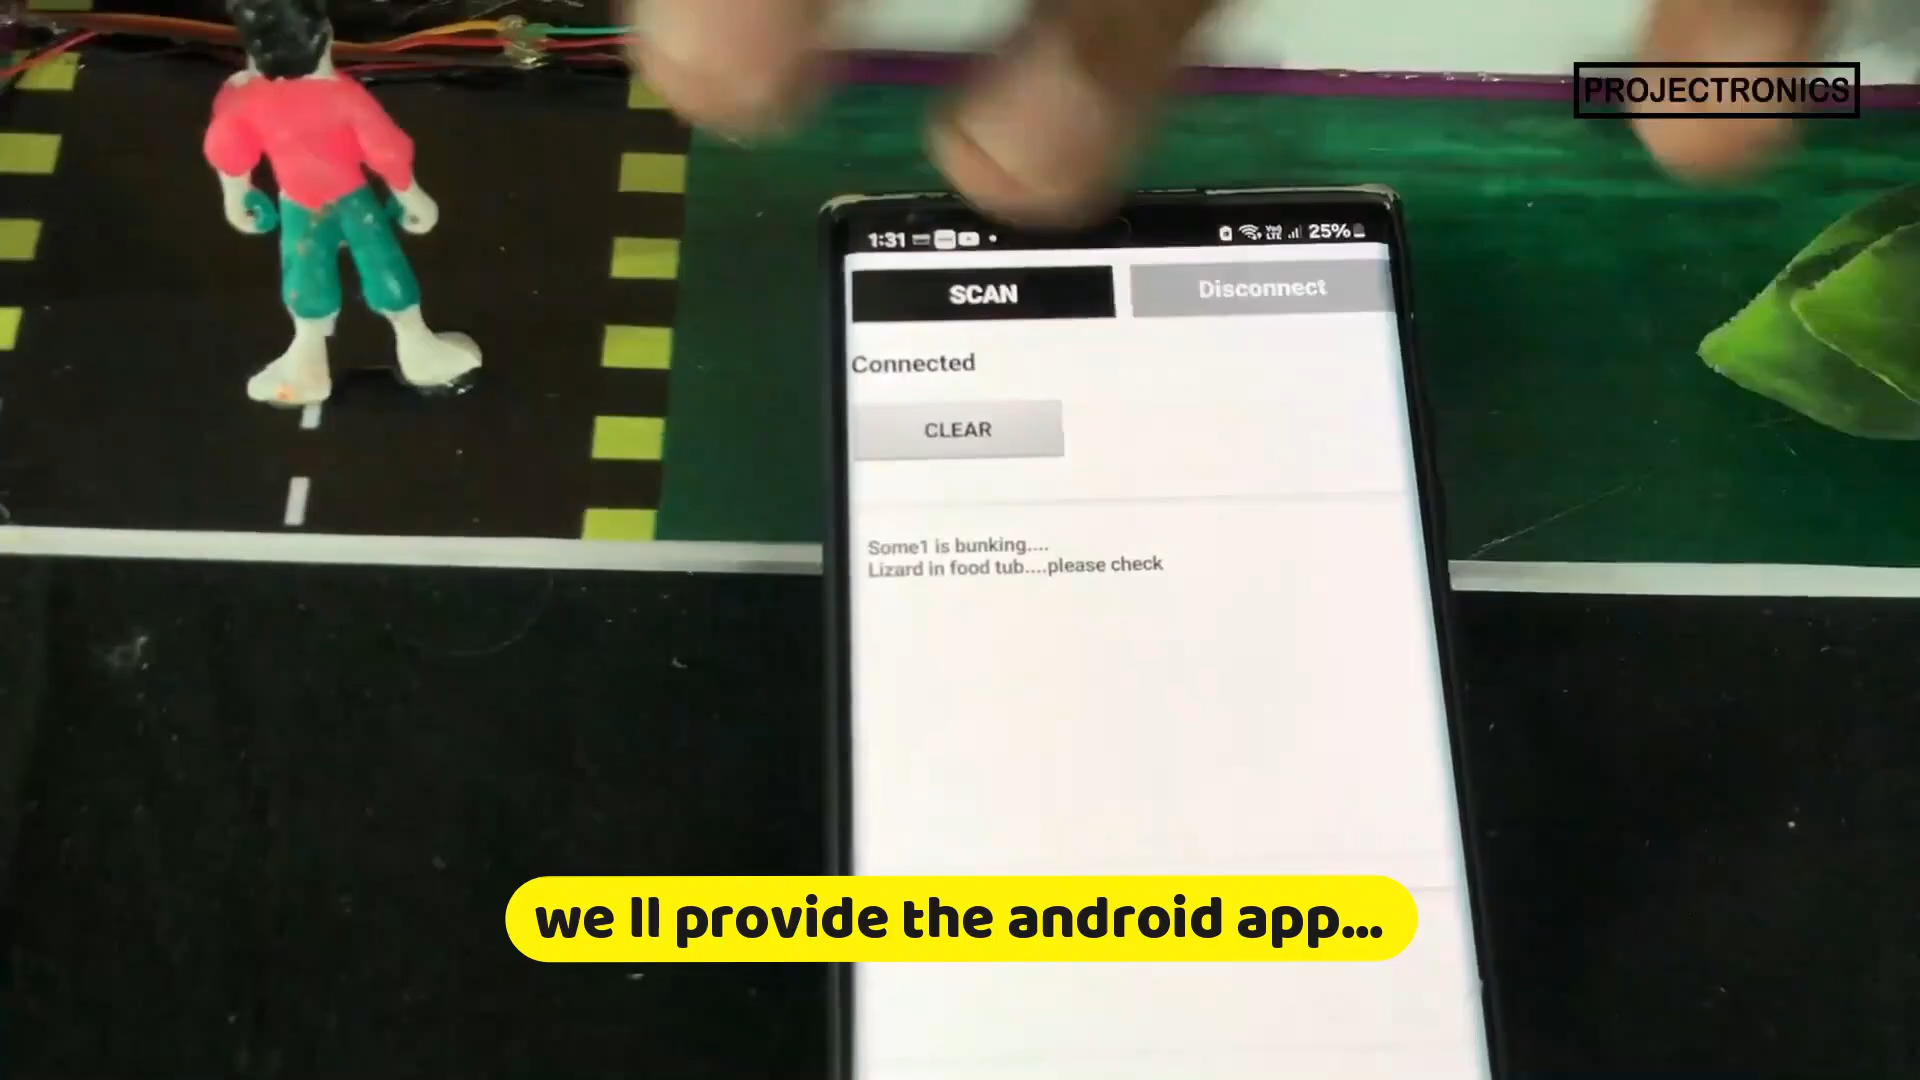 PROJECTRONICS
1:31
25%
SCAN
Disconnect
Connected
CLEAR
Some1 is bunking....
Lizard in food tub....please check
we ll provide the android app...